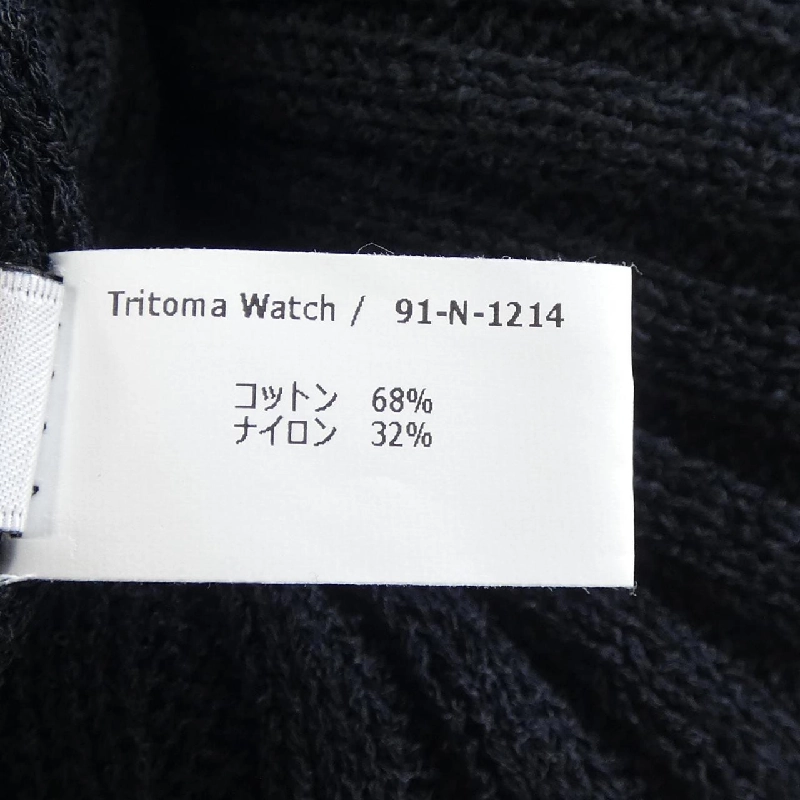 Tritoma Watch / 91-N-1214
コットン 68%
ナイロン 32%